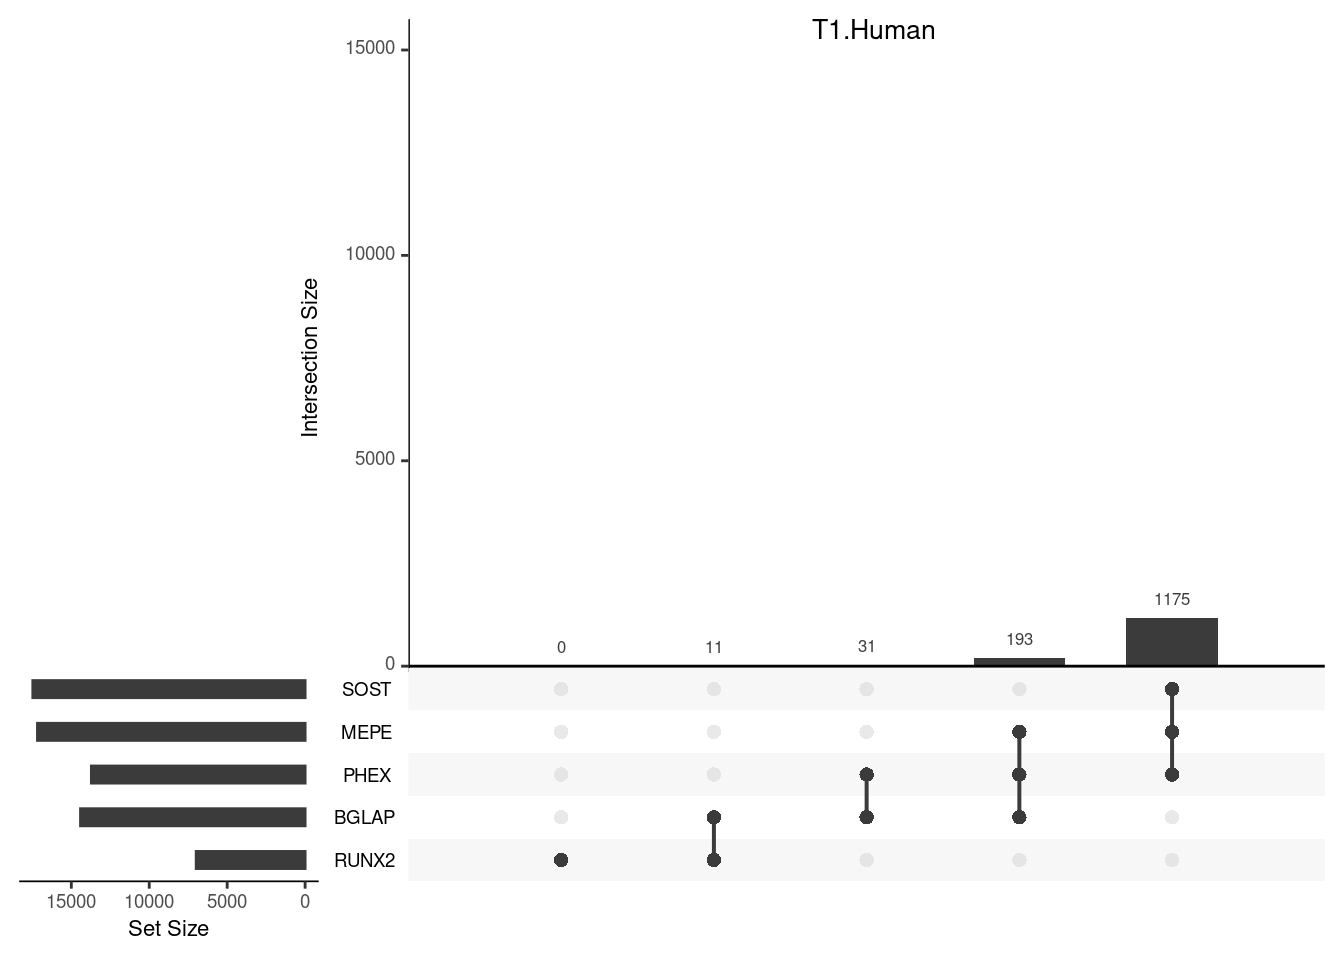 T1.Human
15000
10000
5000
0
Intersection Size
0
11
31
193
1175
SOST
MEPE
PHEX
BGLAP
RUNX2
15000 10000 5000 0
Set Size